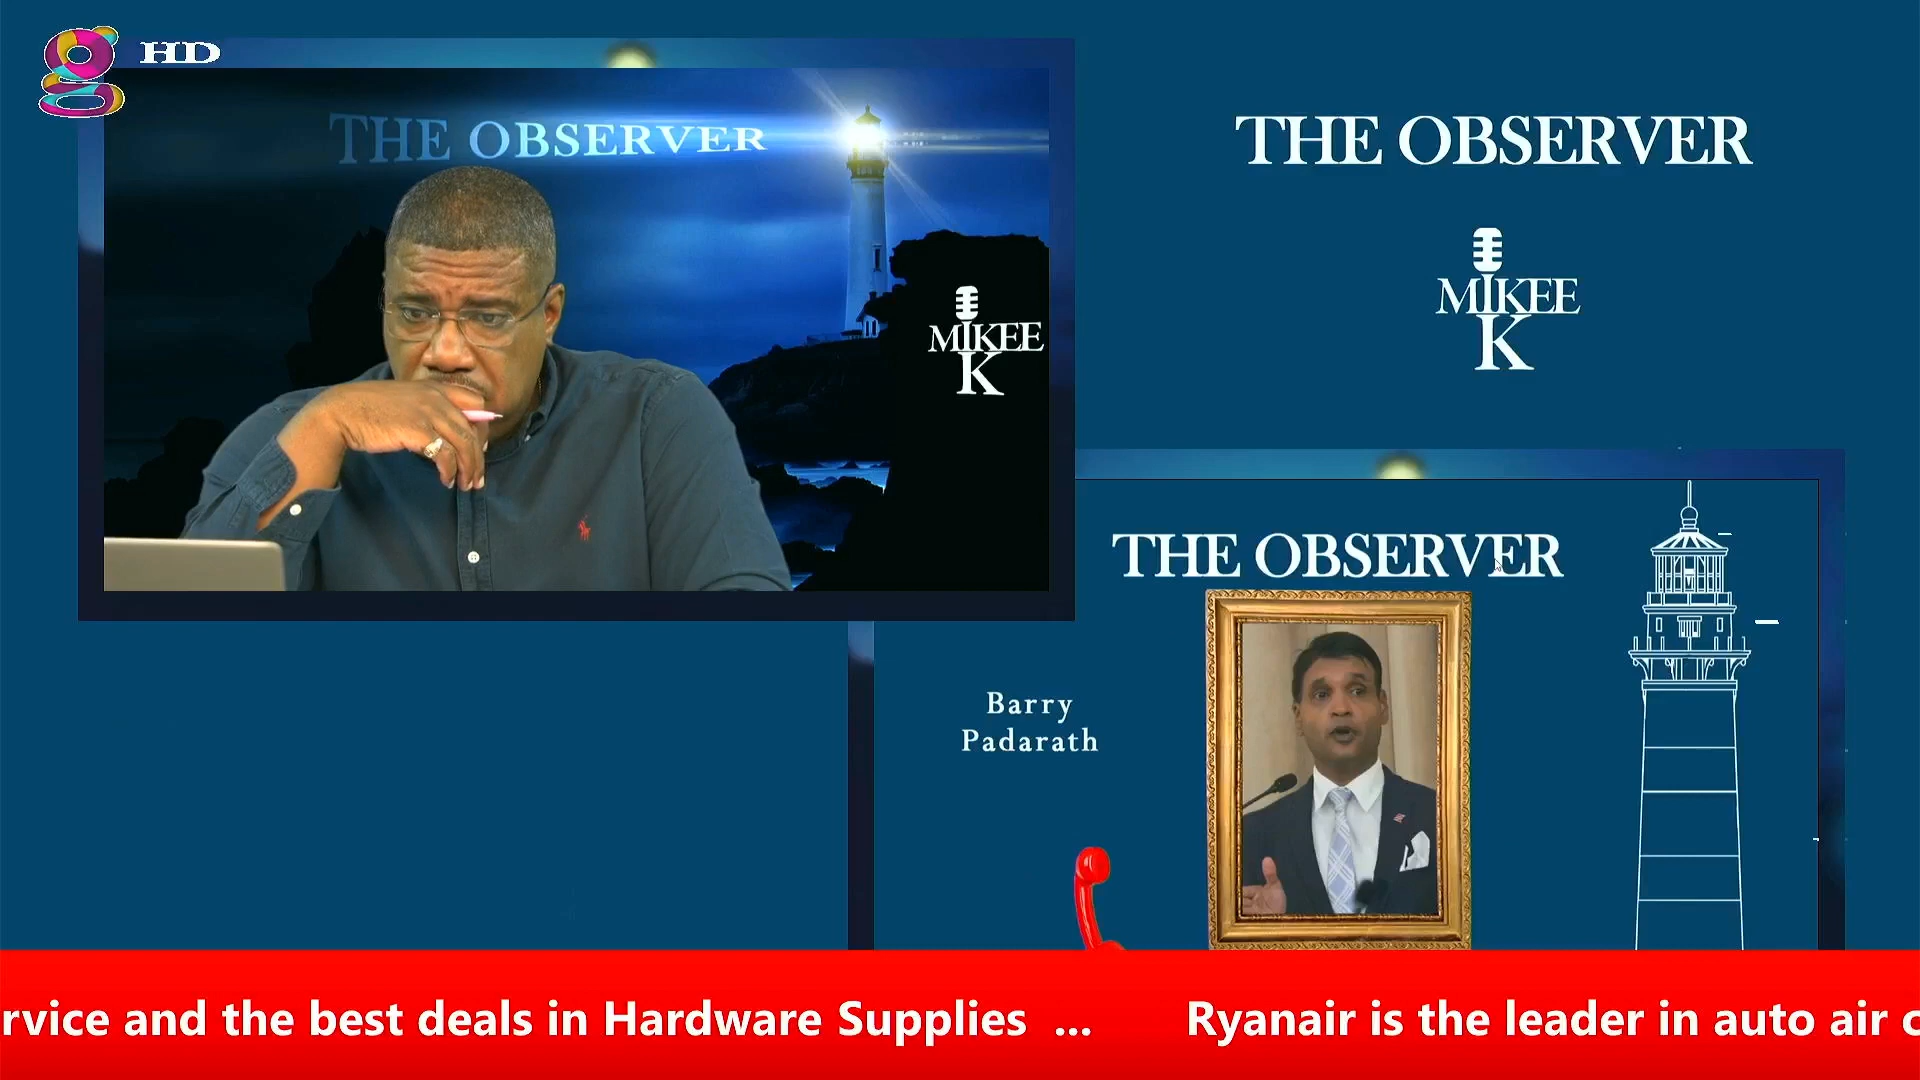 g HD
THE OBSERVER
MIKEE
K
THE OBSERVER
MIKEE
K
THE OBSERVER
Barry
Padarath
rvice and the best deals in Hardware Supplies ... Ryanair is the leader in auto air c